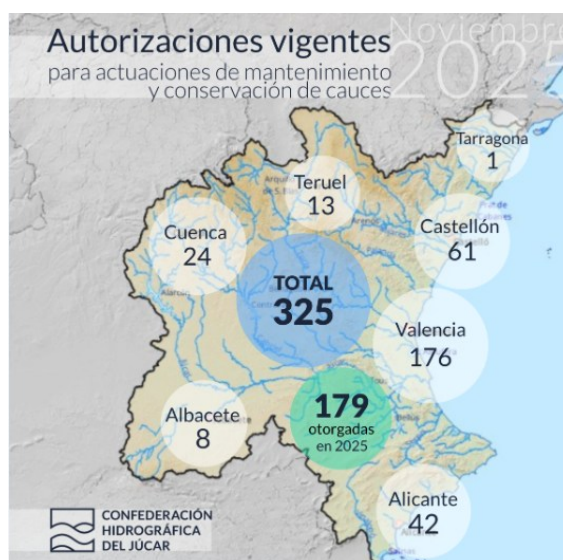 Noviembre
2025
Autorizaciones vigentes
para actuaciones de mantenimiento
y conservación de cauces
Tarragona
1
Teruel
13
Castellón
61
Cuenca
24
TOTAL
325
Valencia
176
Albacete
8
179
otorgadas
en 2025
Alicante
42
CONFEDERACIÓN
HIDROGRÁFICA
DEL JÚCAR